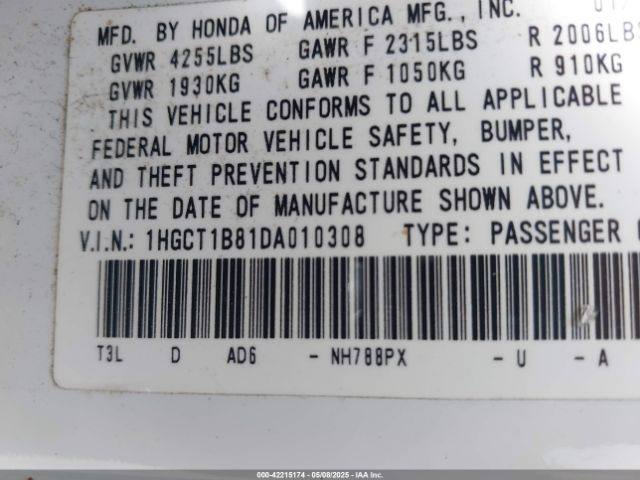 MFD. BY HONDA OF AMERICA MFG., INC.
GVWR 4255LBS GAWR F 2315LBS R 2006LBS
GVWR 1930KG GAWR F 1050KG R 910KG
THIS VEHICLE CONFORMS TO ALL APPLICABLE
FEDERAL MOTOR VEHICLE SAFETY, BUMPER,
AND THEFT PREVENTION STANDARDS IN EFFECT
ON THE DATE OF MANUFACTURE SHOWN ABOVE.
V.I.N.: 1HGCT1B81DA010308 TYPE: PASSENGER
T3L D AD6 - NH788PX - U - A
000-42215174 - 05/08/2025 - IAA Inc.